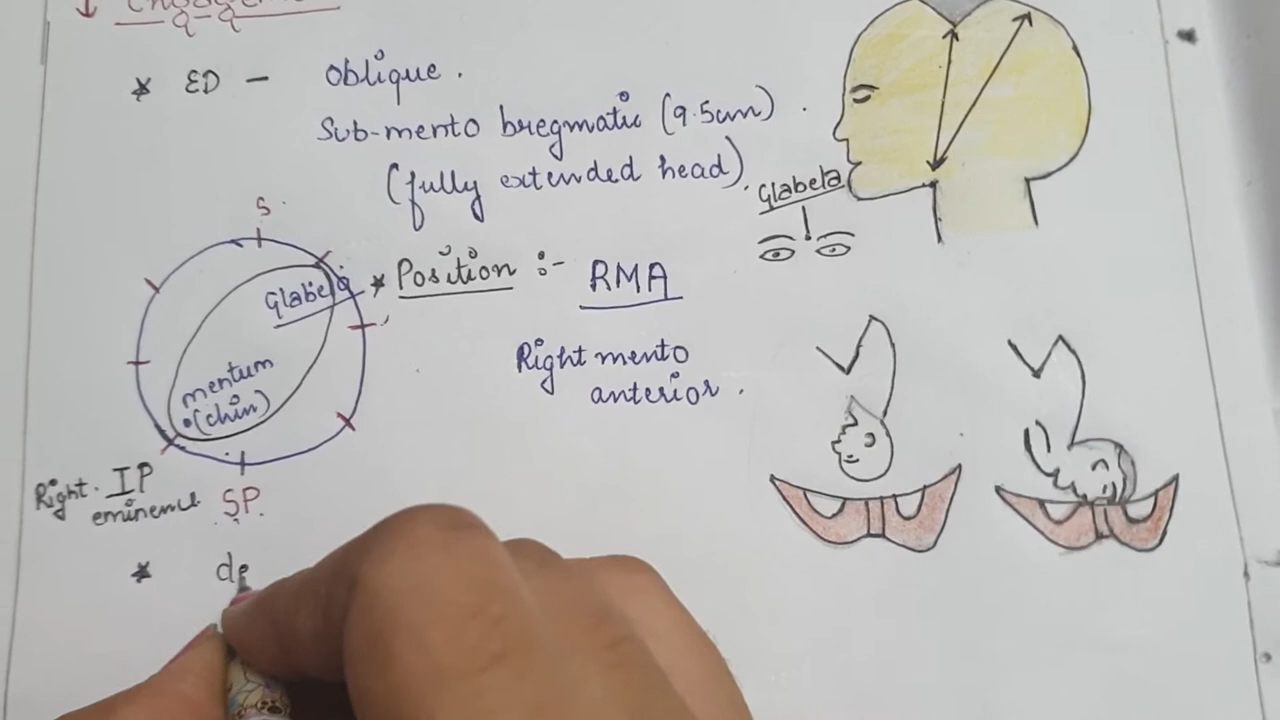 * ED - Oblique.
Sub-mento bregmatic (9.5cm).
(fully extended head).
Glabela
S
* Position :- RMA
Glabela
Right mento
anterior.
mentum
(chin)
Right. IP
eminence
SP.
* de